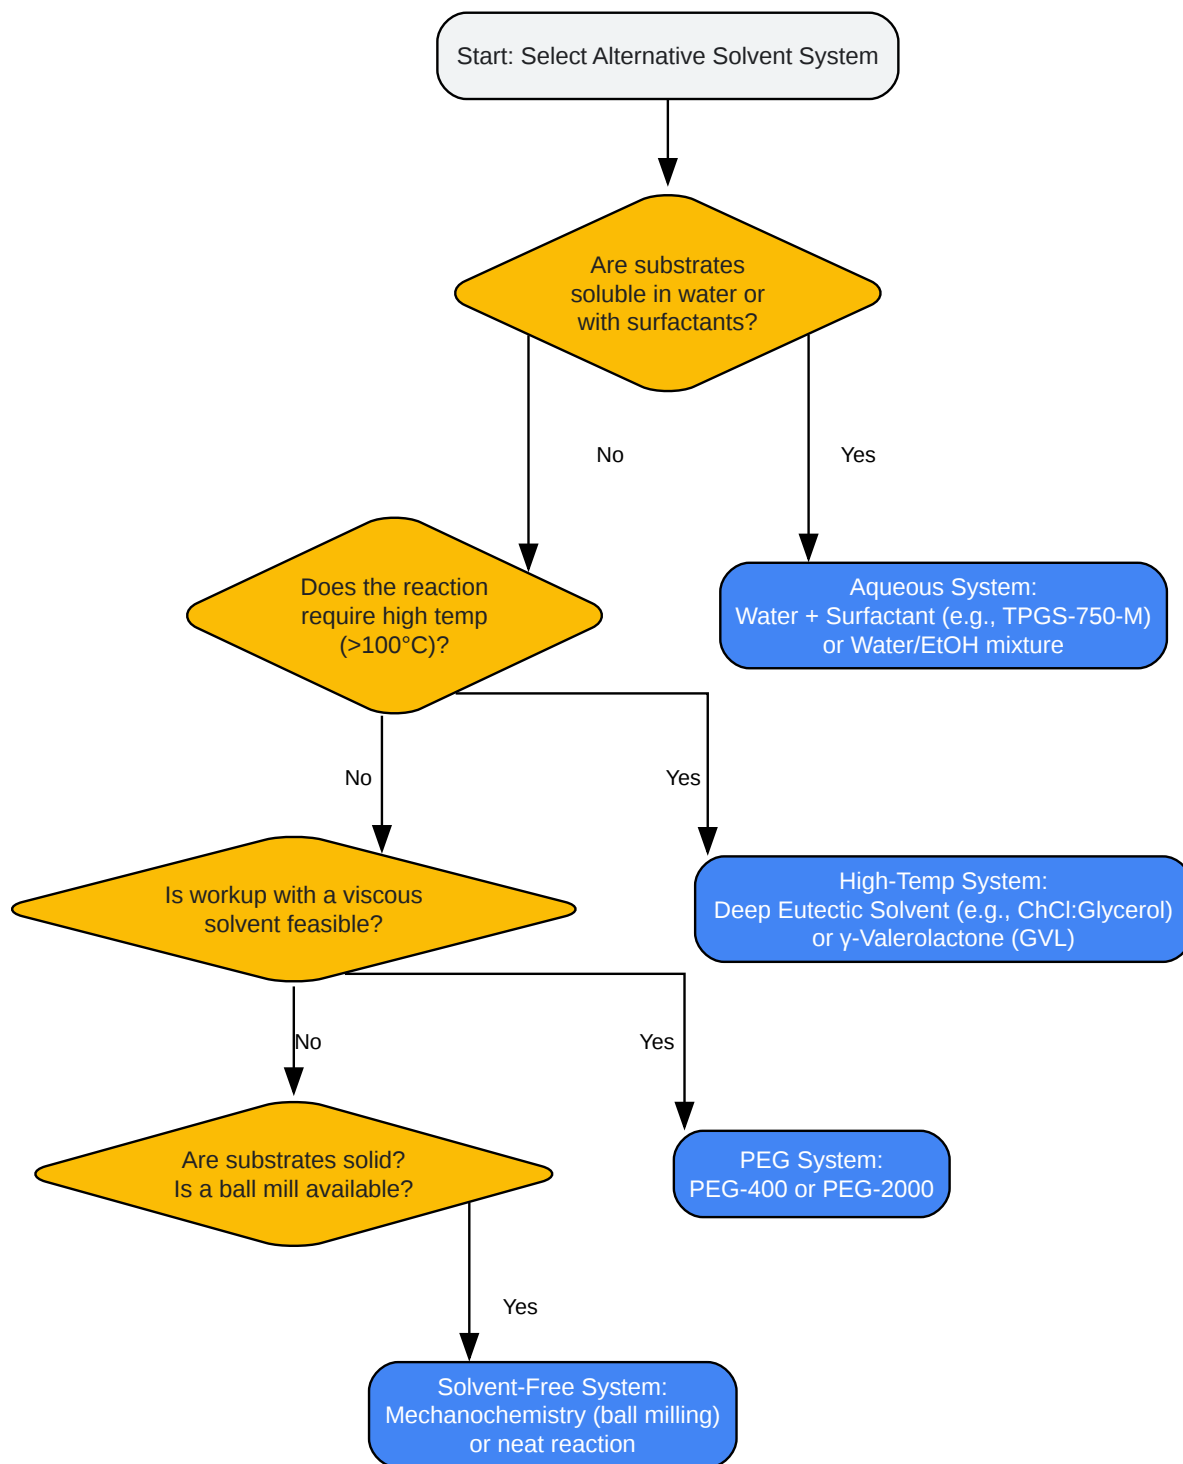 Start: Select Alternative Solvent System
Are substrates
soluble in water or
with surfactants?
No
Yes
Does the reaction
require high temp
(>100°C)?
Aqueous System:
Water + Surfactant (e.g., TPGS-750-M)
or Water/EtOH mixture
No
Yes
Is workup with a viscous
solvent feasible?
High-Temp System:
Deep Eutectic Solvent (e.g., ChCl:Glycerol)
or γ-Valerolactone (GVL)
No
Yes
Are substrates solid?
Is a ball mill available?
PEG System:
PEG-400 or PEG-2000
Yes
Solvent-Free System:
Mechanochemistry (ball milling)
or neat reaction